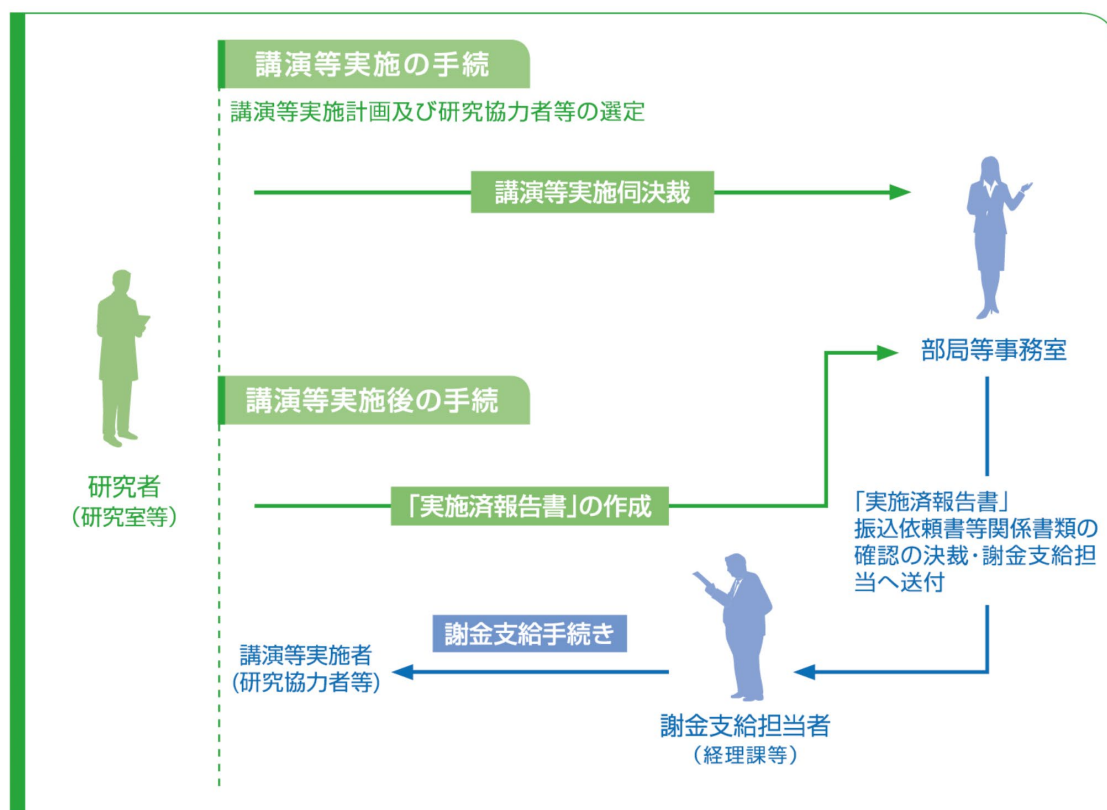 講演等実施の手続
講演等実施計画及び研究協力者等の選定
講演等実施伺決裁
部局等事務室
講演等実施後の手続
研究者
（研究室等）
「実施済報告書」の作成
「実施済報告書」
振込依頼書等関係書類の
確認の決裁・謝金支給担
当へ送付
謝金支給手続き
講演等実施者
(研究協力者等)
謝金支給担当者
（経理課等）